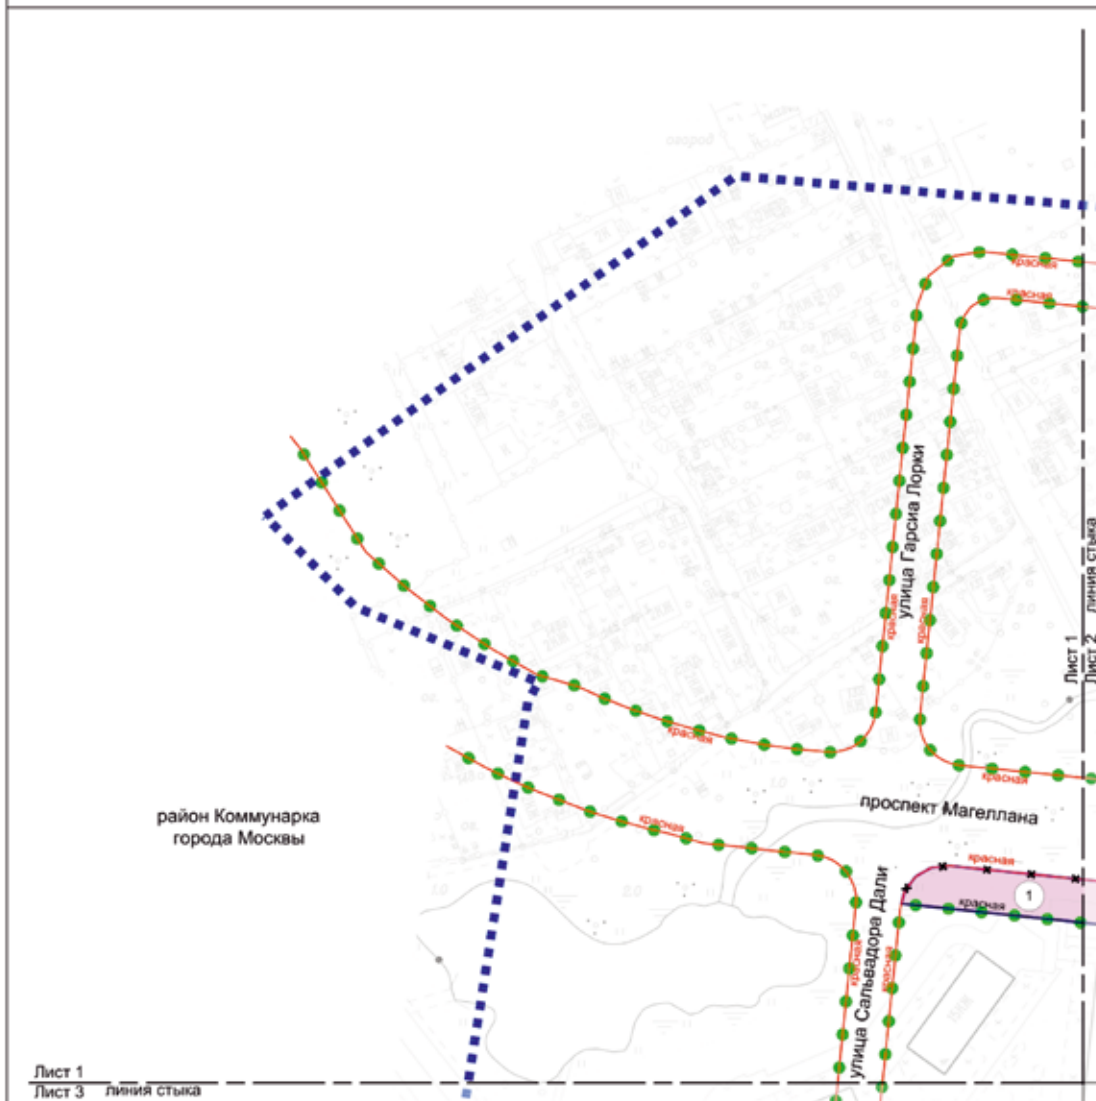 огород
красная
красная
улица Гарсиа Лорки
красная
красная
линия стыка
Лист 1
Лист 2
красная
красная
проспект Магеллана
район Коммунарка
города Москвы
красная
красная
1
красная
улица Сальвадора Дали
красная
красная
Лист 1
Лист 3
линия стыка